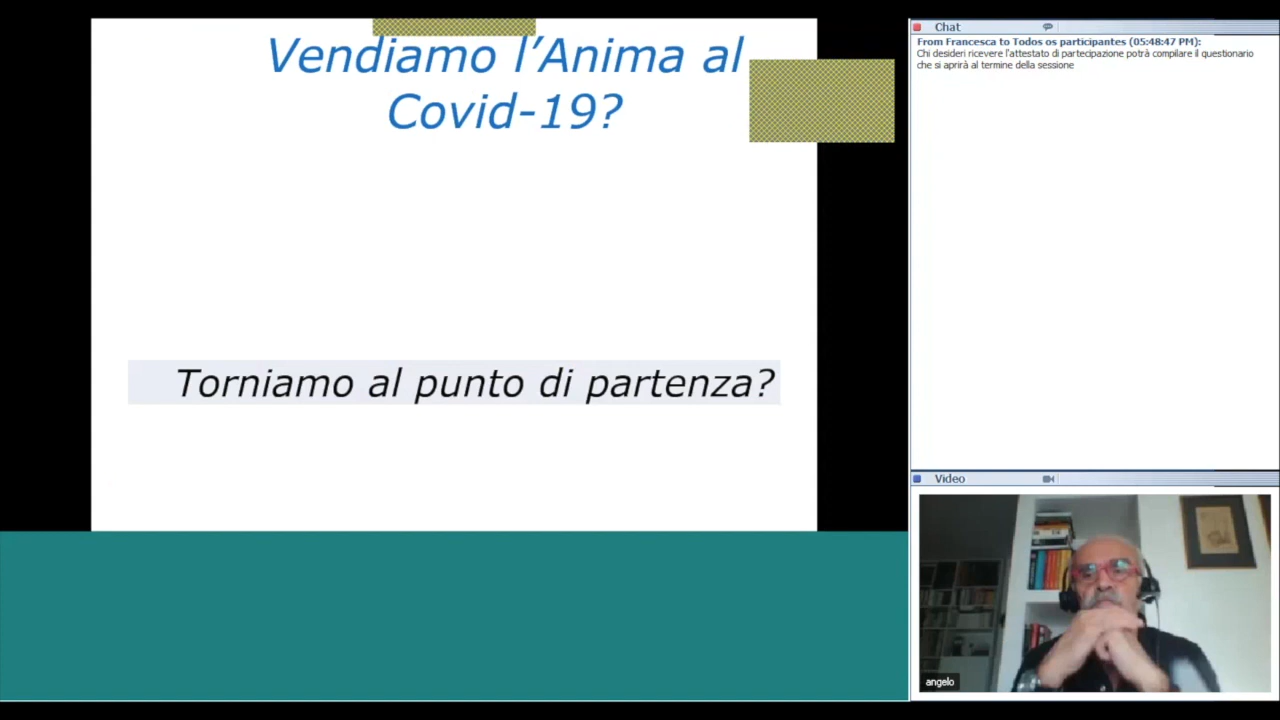 Vendiamo l’Anima al
Covid-19?
Torniamo al punto di partenza?
Chat
From Francesca to Todos os participantes (05:48:47 PM):
Chi desideri ricevere l'attestato di partecipazione potrà compilare il questionario
che si aprirà al termine della sessione
Video
angelo